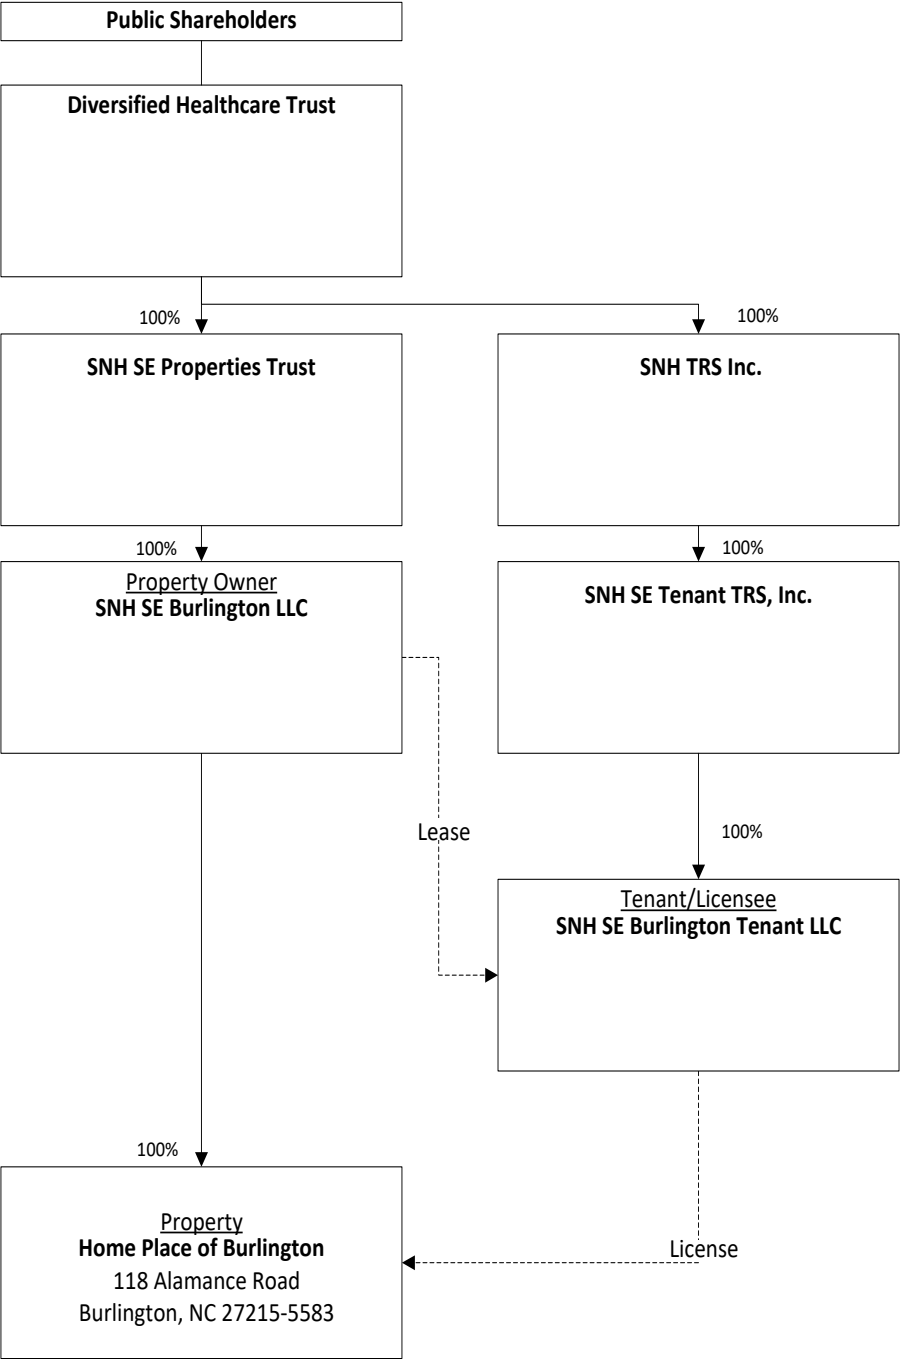 Public Shareholders
Diversified Healthcare Trust
100%
100%
SNH SE Properties Trust
SNH TRS Inc.
100%
100%
Property Owner
SNH SE Burlington LLC
SNH SE Tenant TRS, Inc.
Lease
100%
Tenant/Licensee
SNH SE Burlington Tenant LLC
100%
Property
Home Place of Burlington
118 Alamance Road
Burlington, NC 27215-5583
License